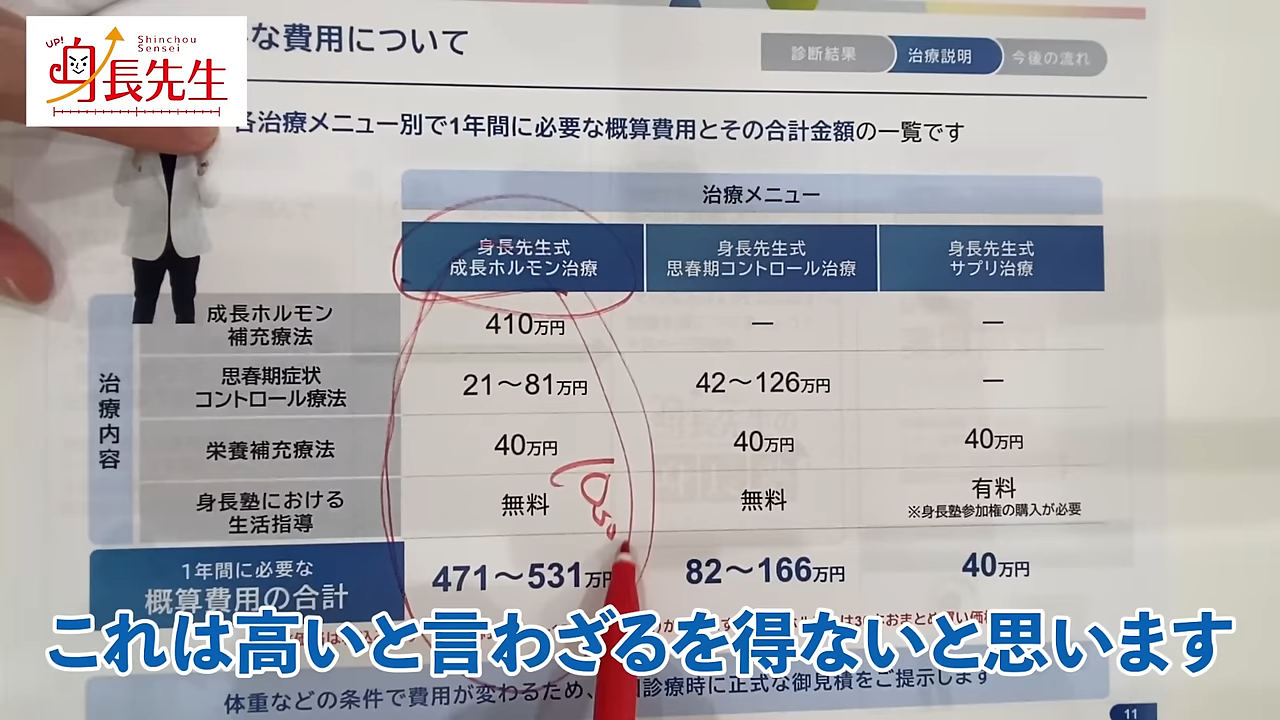 UP!
Shinchou
Sensei
身長先生
な費用について
診断結果
治療説明
今後の流れ
各治療メニュー別で1年間に必要な概算費用とその合計金額の一覧です
治療メニュー
身長先生式
成長ホルモン治療
身長先生式
思春期コントロール治療
身長先生式
サプリ治療
治療内容
成長ホルモン
補充療法
410万円
—
—
思春期症状
コントロール療法
21～81万円
42～126万円
—
栄養補充療法
40万円
40万円
40万円
身長塾における
生活指導
無料
無料
有料
※身長塾参加権の購入が必要
1年間に必要な
概算費用の合計
471～531万円
82～166万円
40万円
これは高いと言わざるを得ないと思います
体重などの条件で費用が変わるため、
診療時に正式な御見積をご提示します
11